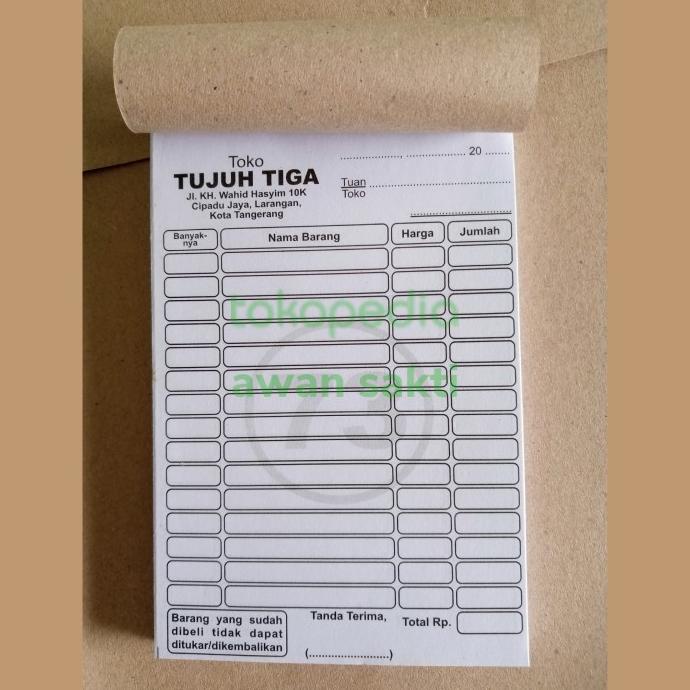 Toko
TUJUH TIGA
Jl. KH. Wahid Hasyim 10K
Cipadu Jaya, Larangan,
Kota Tangerang
...................., .................... 20 ........
Tuan ................................................
Toko
..................................
Banyak-
nya
Nama Barang
Harga
Jumlah
tokopedia
awan sakti
73
Barang yang sudah
dibeli tidak dapat
ditukar/dikembalikan
Tanda Terima,
(..........................)
Total Rp.